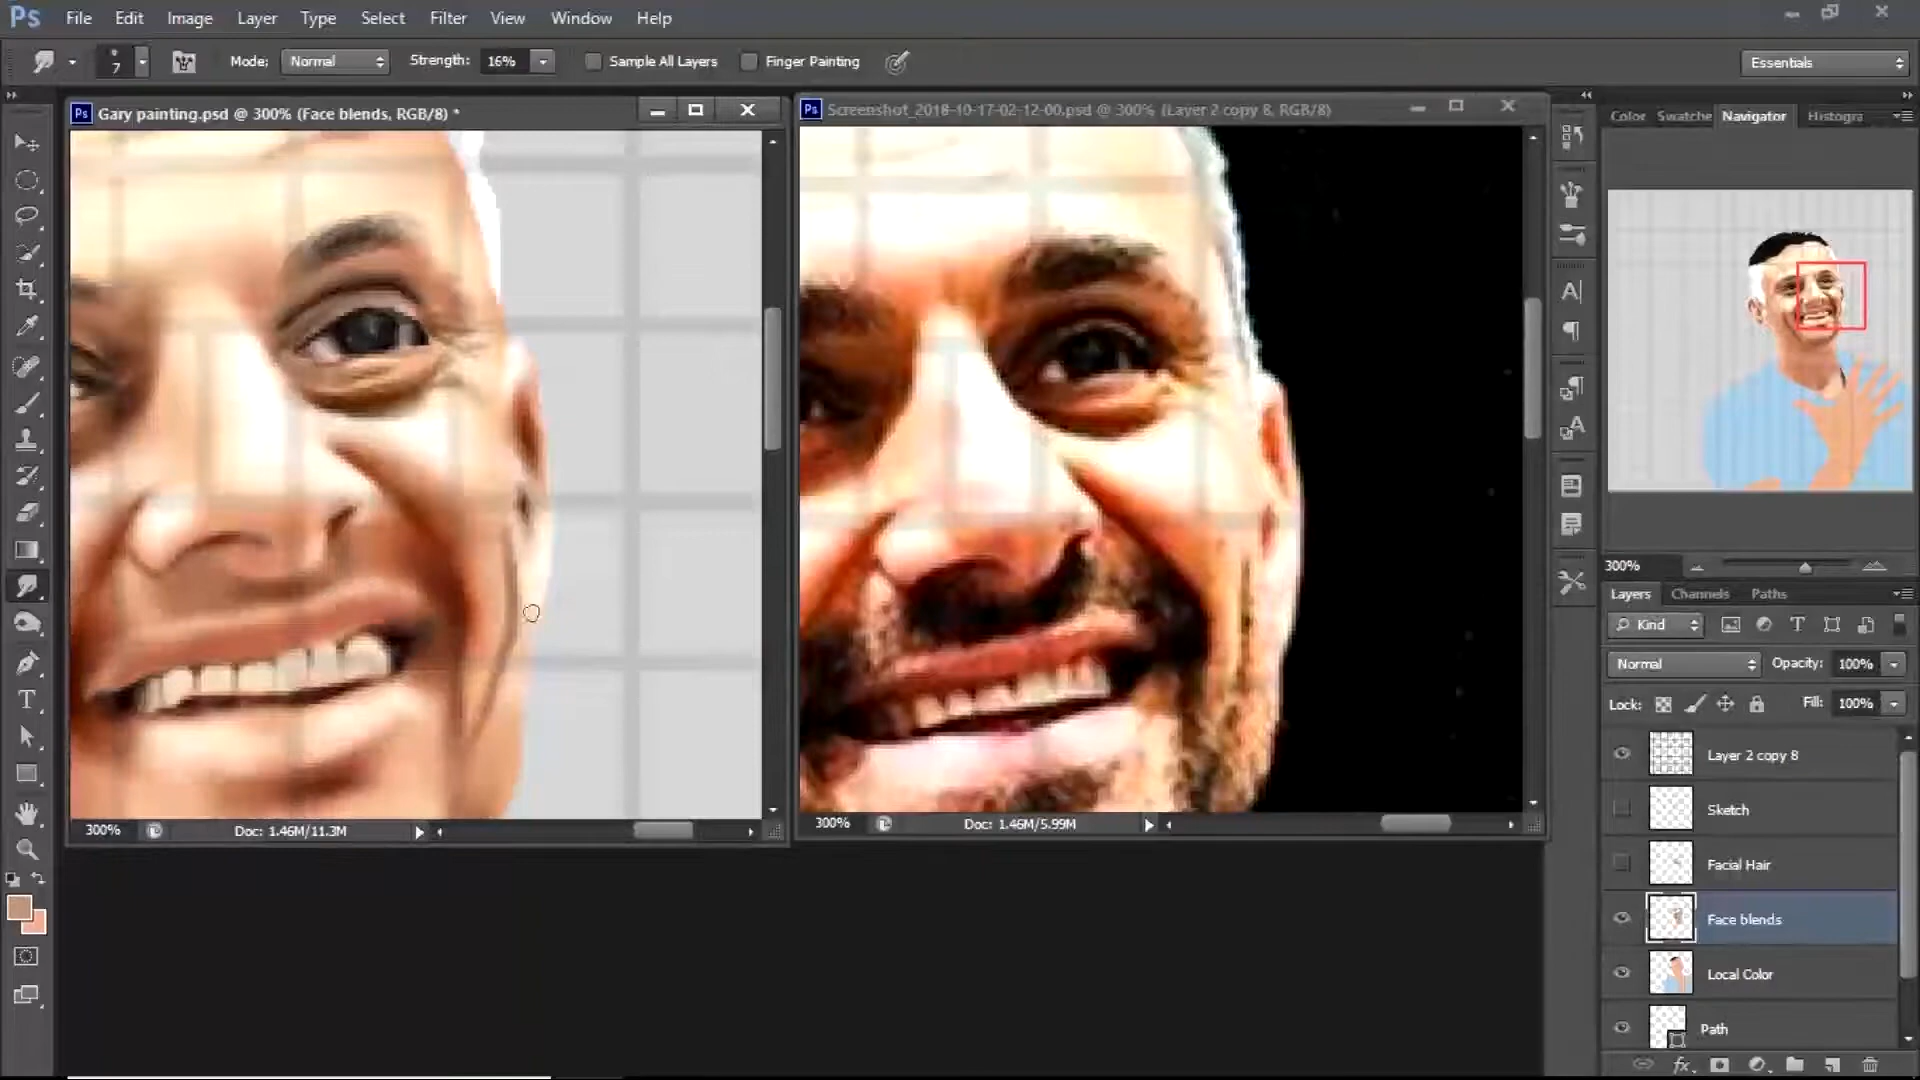 Ps File Edit Image Layer Type Select Filter View Window Help
7 Mode: Normal Strength: 16% Sample All Layers Finger Painting Essentials
Ps Gary painting.psd @ 300% (Face blends, RGB/8) *
Ps Screenshot_2018-10-17-02-12-00.psd @ 300% (Layer 2 copy 8, RGB/8)
Color Swatche Navigator Histogra
300%
Layers Channels Paths
Kind
Normal Opacity: 100%
Lock: Fill: 100%
Layer 2 copy 8
Sketch
Facial Hair
Face blends
Local Color
Path
300% Doc: 1.46M/11.3M
300% Doc: 1.46M/5.99M